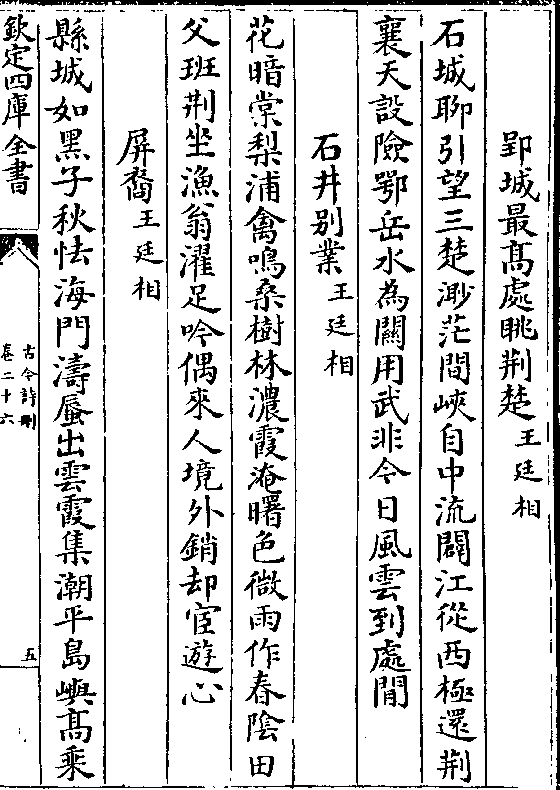 郢城最髙處眺荆楚王廷相
石城聊引望三楚渺茫間峽自中流闢江從西極還荆
襄天設險鄂岳水為關用武非今日風雲到處閒
石井别業王廷相
花暗棠梨浦禽鳴桑樹林濃霞淹曙色微雨作春隂田
父班荆坐漁翁濯足吟偶來人境外銷却宦遊心
屏裔王廷相
縣城如黑子秋怯海門濤蜃出雲霞集潮平島嶼髙乘
欽定四庫全書
古今詩刪
卷二十六
五